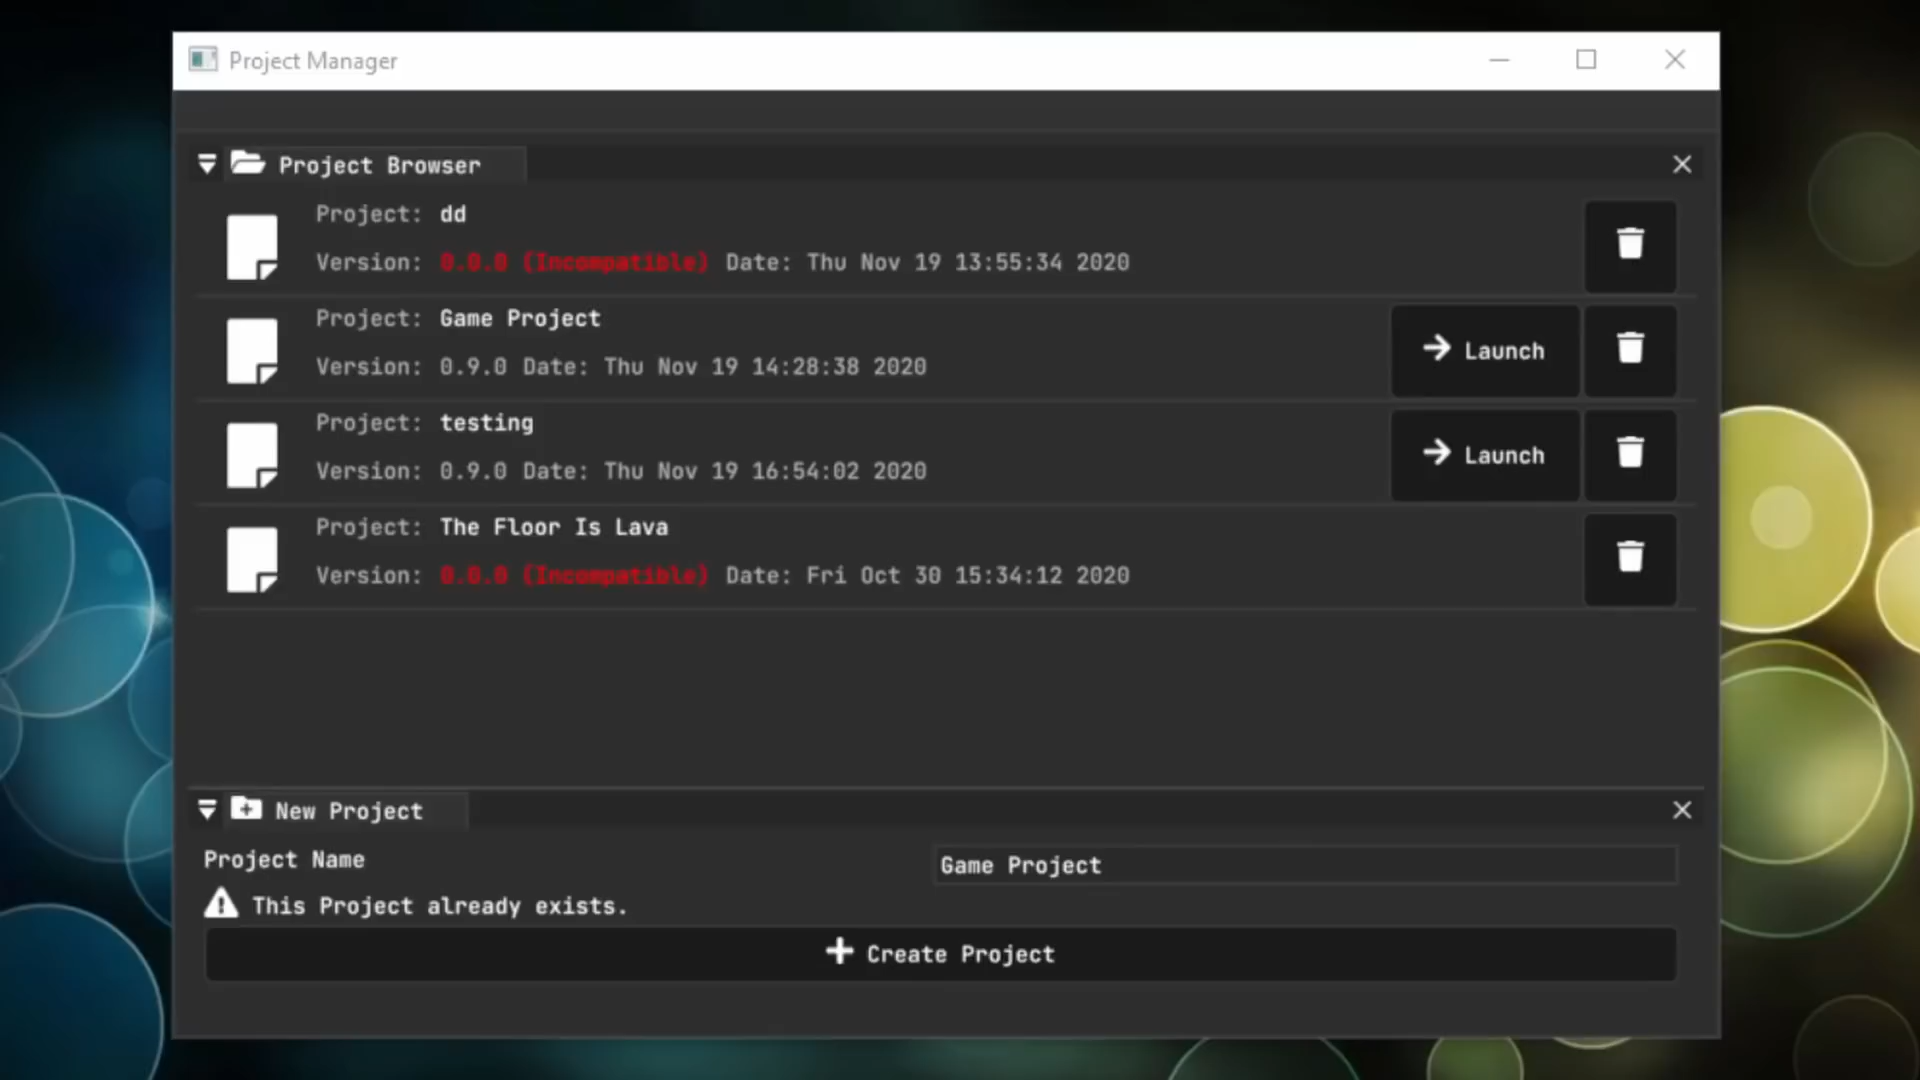 Project Manager
Project Browser
Project: dd
Version: 0.0.0 (Incompatible) Date: Thu Nov 19 13:55:34 2020
Project: Game Project
Version: 0.9.0 Date: Thu Nov 19 14:28:38 2020
Launch
Project: testing
Version: 0.9.0 Date: Thu Nov 19 16:54:02 2020
Launch
Project: The Floor Is Lava
Version: 0.0.0 (Incompatible) Date: Fri Oct 30 15:34:12 2020
New Project
Project Name
Game Project
This Project already exists.
Create Project